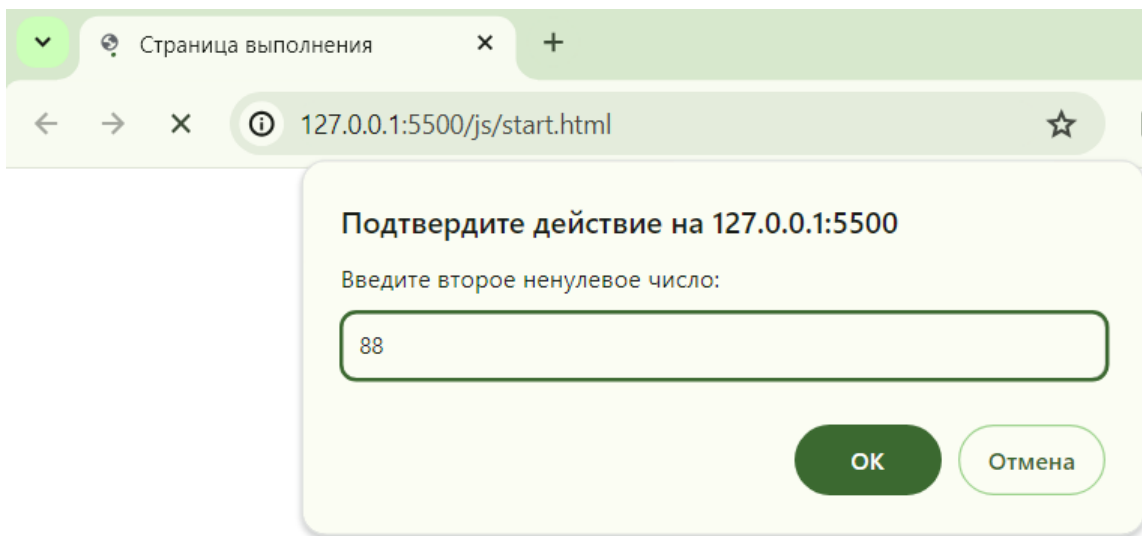 Страница выполнения
127.0.0.1:5500/js/start.html
Подтвердите действие на 127.0.0.1:5500
Введите второе ненулевое число:
88
ОК Отмена